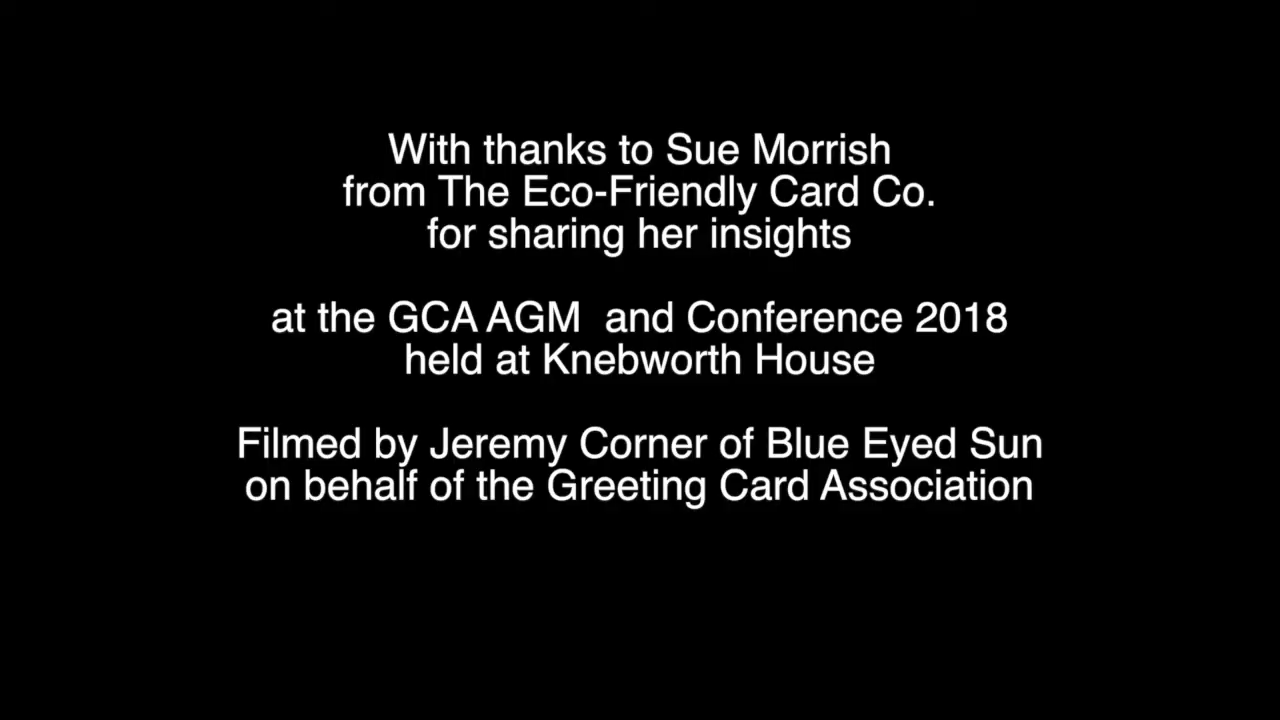 With thanks to Sue Morrish
from The Eco-Friendly Card Co.
for sharing her insights
at the GCA AGM  and Conference 2018
held at Knebworth House
Filmed by Jeremy Corner of Blue Eyed Sun
on behalf of the Greeting Card Association